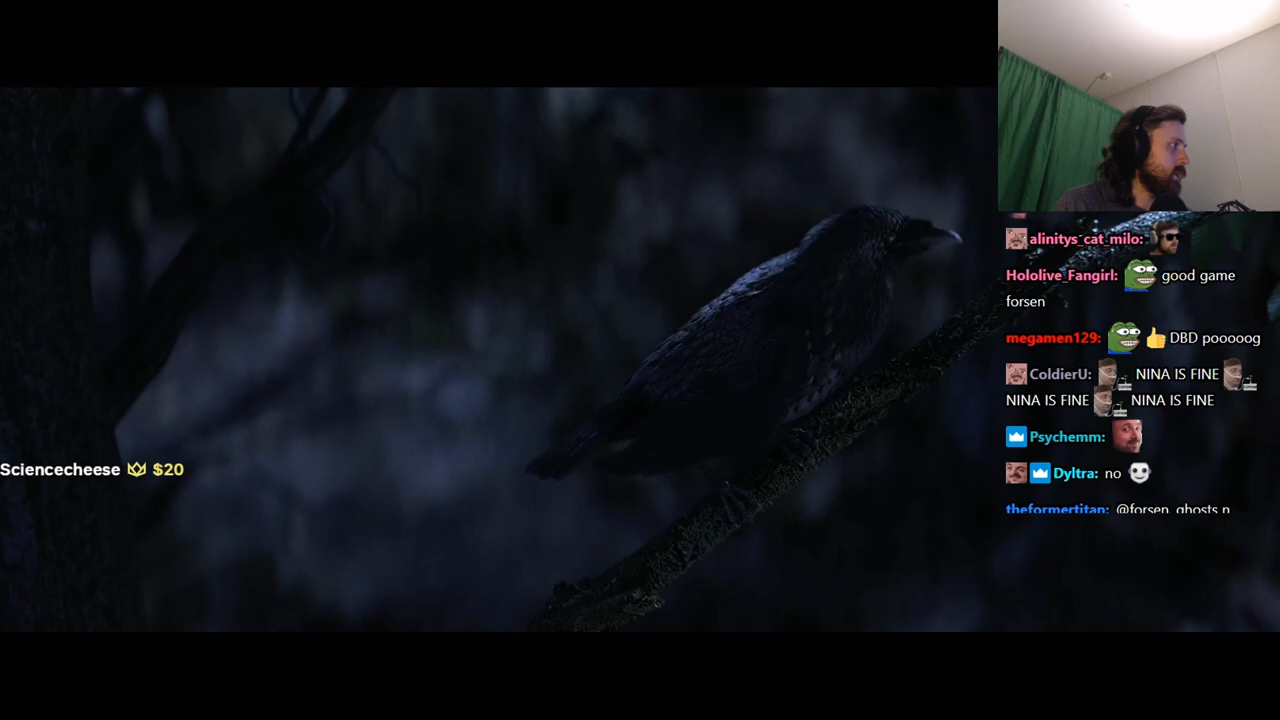 alinitys_cat_milo:
Hololive_Fangirl: good game
forsen
megamen129: DBD pooooog
ColdierU: NINA IS FINE
NINA IS FINE NINA IS FINE
Psychemm:
Dyltra: no
theformertitan: @forsen, ghosts n
Sciencecheese $20